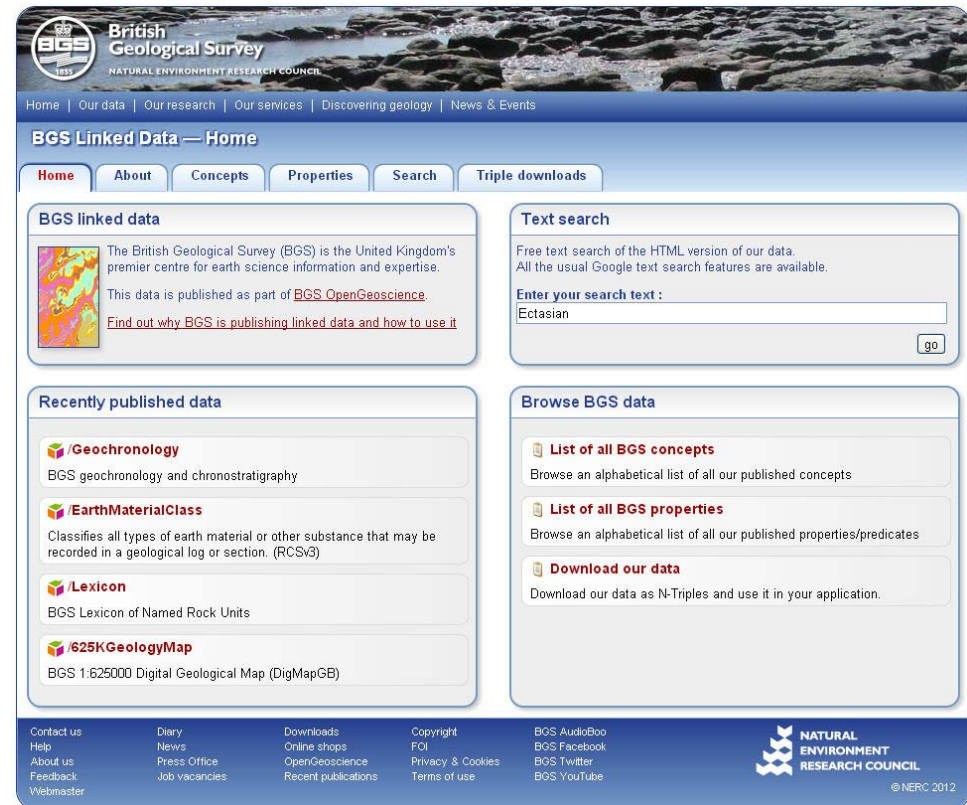 BGS
1835
British
Geological Survey
NATURAL ENVIRONMENT RESEARCH COUNCIL
Home | Our data | Our research | Our services | Discovering geology | News & Events
BGS Linked Data — Home
Home About Concepts Properties Search Triple downloads
BGS linked data
The British Geological Survey (BGS) is the United Kingdom's
premier centre for earth science information and expertise.
This data is published as part of BGS OpenGeoscience.
Find out why BGS is publishing linked data and how to use it
Text search
Free text search of the HTML version of our data.
All the usual Google text search features are available.
Enter your search text :
Ectasian
go
Recently published data
/Geochronology
BGS geochronology and chronostratigraphy
/EarthMaterialClass
Classifies all types of earth material or other substance that may be
recorded in a geological log or section. (RCSv3)
/Lexicon
BGS Lexicon of Named Rock Units
/625KGeologyMap
BGS 1:625000 Digital Geological Map (DigMapGB)
Browse BGS data
List of all BGS concepts
Browse an alphabetical list of all our published concepts
List of all BGS properties
Browse an alphabetical list of all our published properties/predicates
Download our data
Download our data as N-Triples and use it in your application.
Contact us
Help
About us
Feedback
Webmaster
Diary
News
Press Office
Job vacancies
Downloads
Online shops
OpenGeoscience
Recent publications
Copyright
FOI
Privacy & Cookies
Terms of use
BGS AudioBoo
BGS Facebook
BGS Twitter
BGS YouTube
NATURAL
ENVIRONMENT
RESEARCH COUNCIL
© NERC 2012